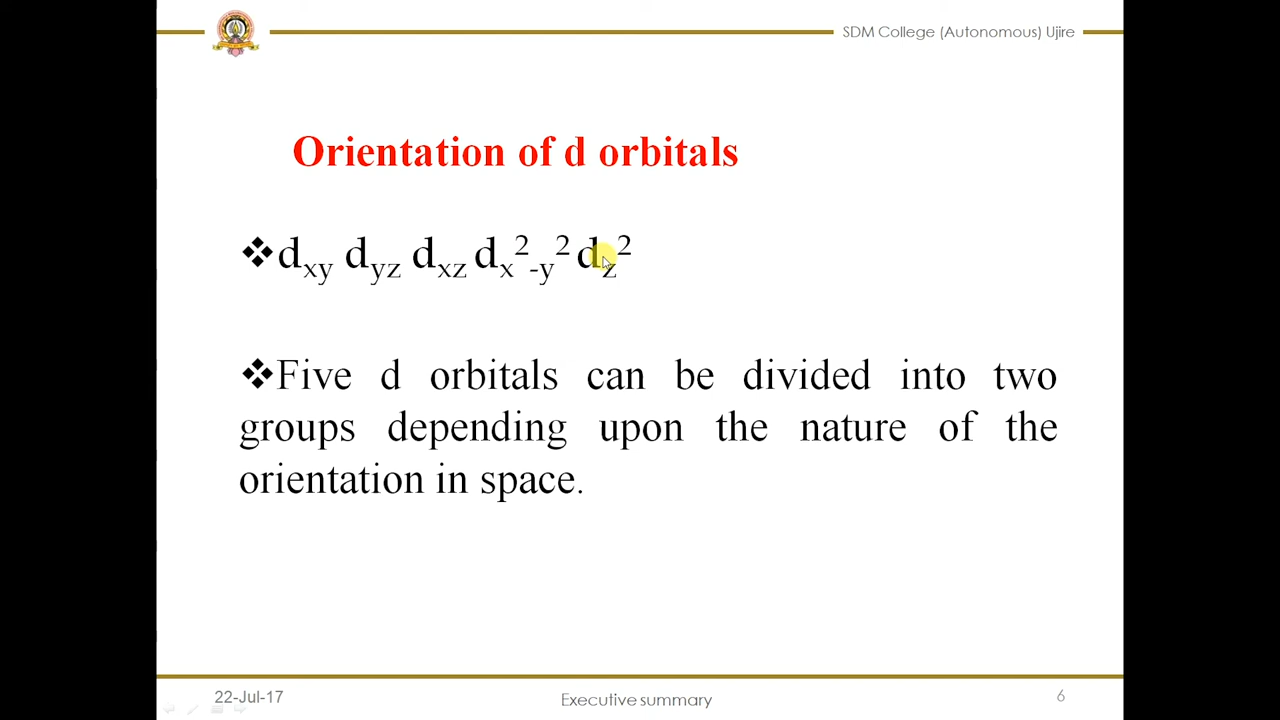 SDM College (Autonomous) Ujire
Orientation of d orbitals
❖dxy dyz dxz dx²-y² dz²
❖Five d orbitals can be divided into two
groups depending upon the nature of the
orientation in space.
22-Jul-17
Executive summary
6